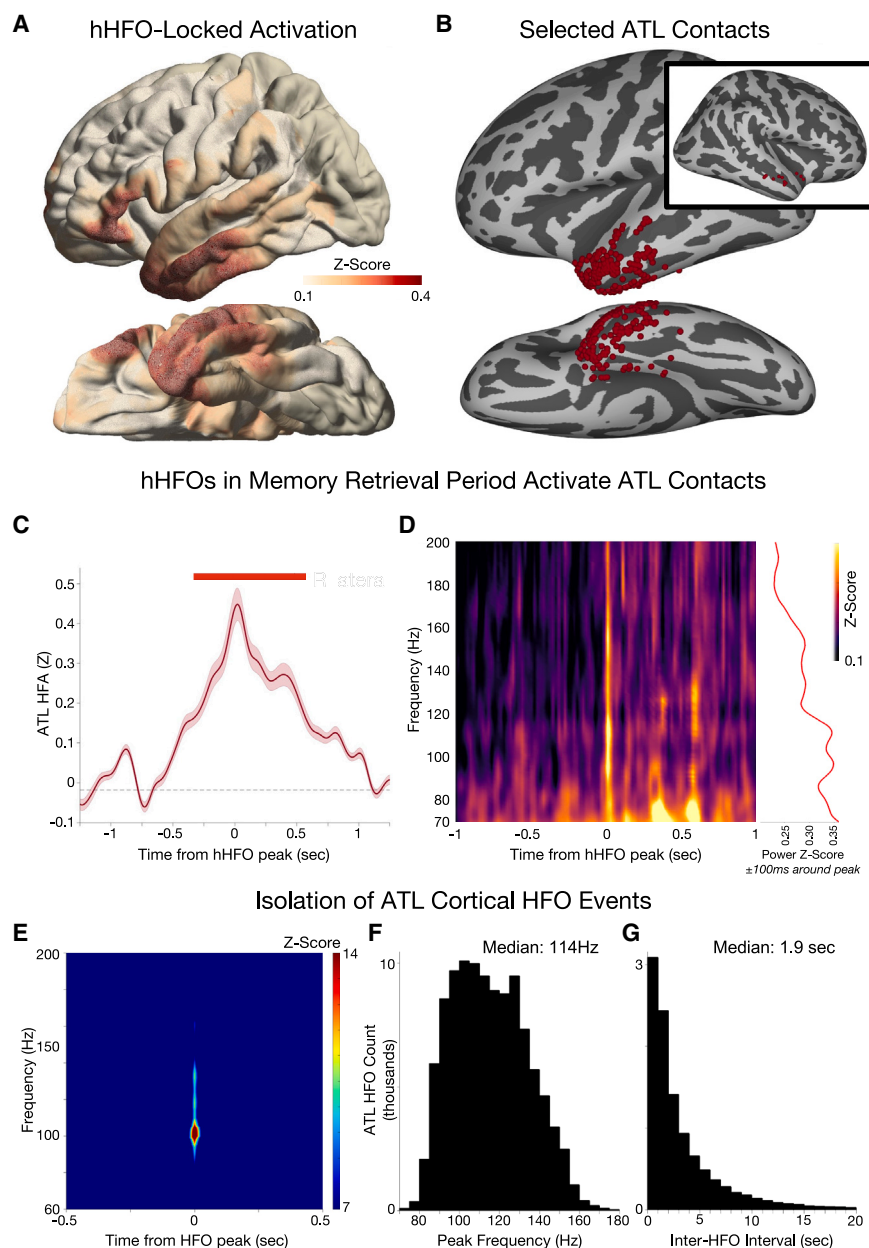 A
hHFO-Locked Activation
B
Selected ATL Contacts
Z-Score
0.1
0.4
hHFOs in Memory Retrieval Period Activate ATL Contacts
C
0.5
0.4
0.3
0.2
0.1
0
-0.1
ATL HFA (Z)
-1
-0.5
0
0.5
1
Time from hHFO peak (sec)
D
200
180
160
140
120
100
80
70
Frequency (Hz)
-1
-0.5
0
0.5
1
Time from hHFO peak (sec)
0.25
0.30
0.35
Power Z-Score
±100ms around peak
Z-Score
0.1
Isolation of ATL Cortical HFO Events
E
Z-Score
14
7
200
150
100
60
Frequency (Hz)
-0.5
0
0.5
Time from HFO peak (sec)
F
Median: 114Hz
10
0
ATL HFO Count
(thousands)
80
100
120
140
160
180
Peak Frequency (Hz)
G
Median: 1.9 sec
3
0
0
5
10
15
20
Inter-HFO Interval (sec)